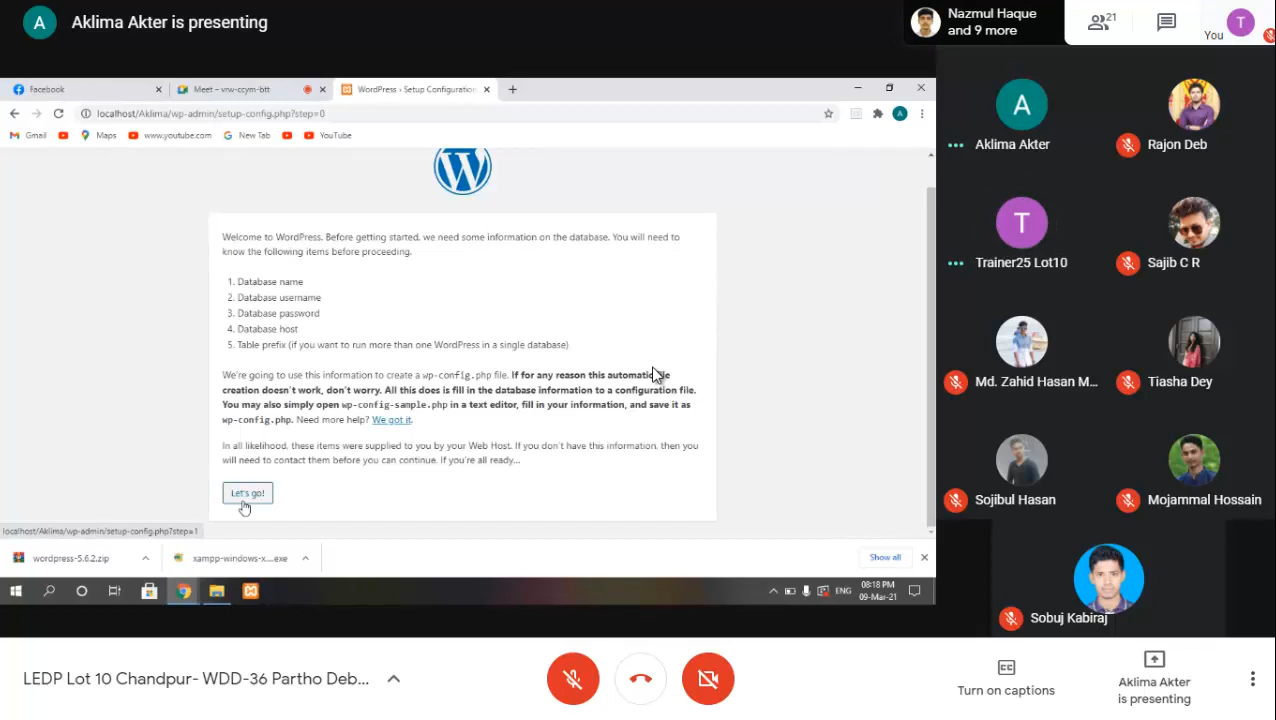 A Aklima Akter is presenting
Nazmul Haque
and 9 more
21
You
T
Facebook
Meet – vrw-ccym-btt
WordPress › Setup Configuration
localhost/Aklima/wp-admin/setup-config.php?step=0
A
Gmail
Maps
www.youtube.com
New Tab
YouTube
W
Welcome to WordPress. Before getting started, we need some information on the database. You will need to
know the following items before proceeding.
1. Database name
2. Database username
3. Database password
4. Database host
5. Table prefix (if you want to run more than one WordPress in a single database)
We're going to use this information to create a wp-config.php file. If for any reason this automatic file
creation doesn't work, don't worry. All this does is fill in the database information to a configuration file.
You may also simply open wp-config-sample.php in a text editor, fill in your information, and save it as
wp-config.php. Need more help? We got it.
In all likelihood, these items were supplied to you by your Web Host. If you don't have this information, then you
will need to contact them before you can continue. If you're all ready...
Let's go!
localhost/Aklima/wp-admin/setup-config.php?step=1
wordpress-5.6.2.zip
xampp-windows-x....exe
Show all
ENG
08:18 PM
09-Mar-21
A
Aklima Akter
Rajon Deb
T
Trainer25 Lot10
Sajib C R
Md. Zahid Hasan M...
Tiasha Dey
Sojibul Hasan
Mojammal Hossain
Sobuj Kabiraj
LEDP Lot 10 Chandpur- WDD-36 Partho Deb...
CC
Turn on captions
Aklima Akter
is presenting